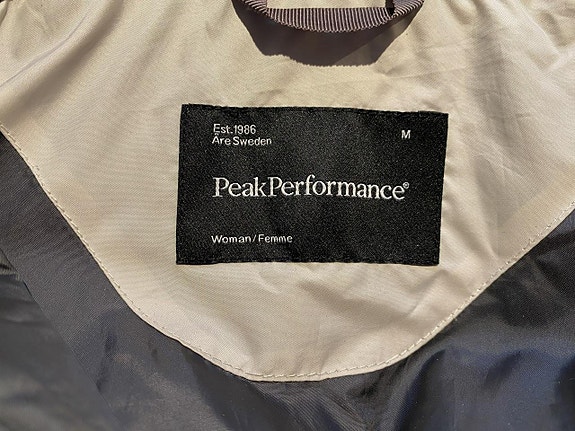 Est.1986
Åre Sweden
M
PeakPerformance®
Woman/Femme